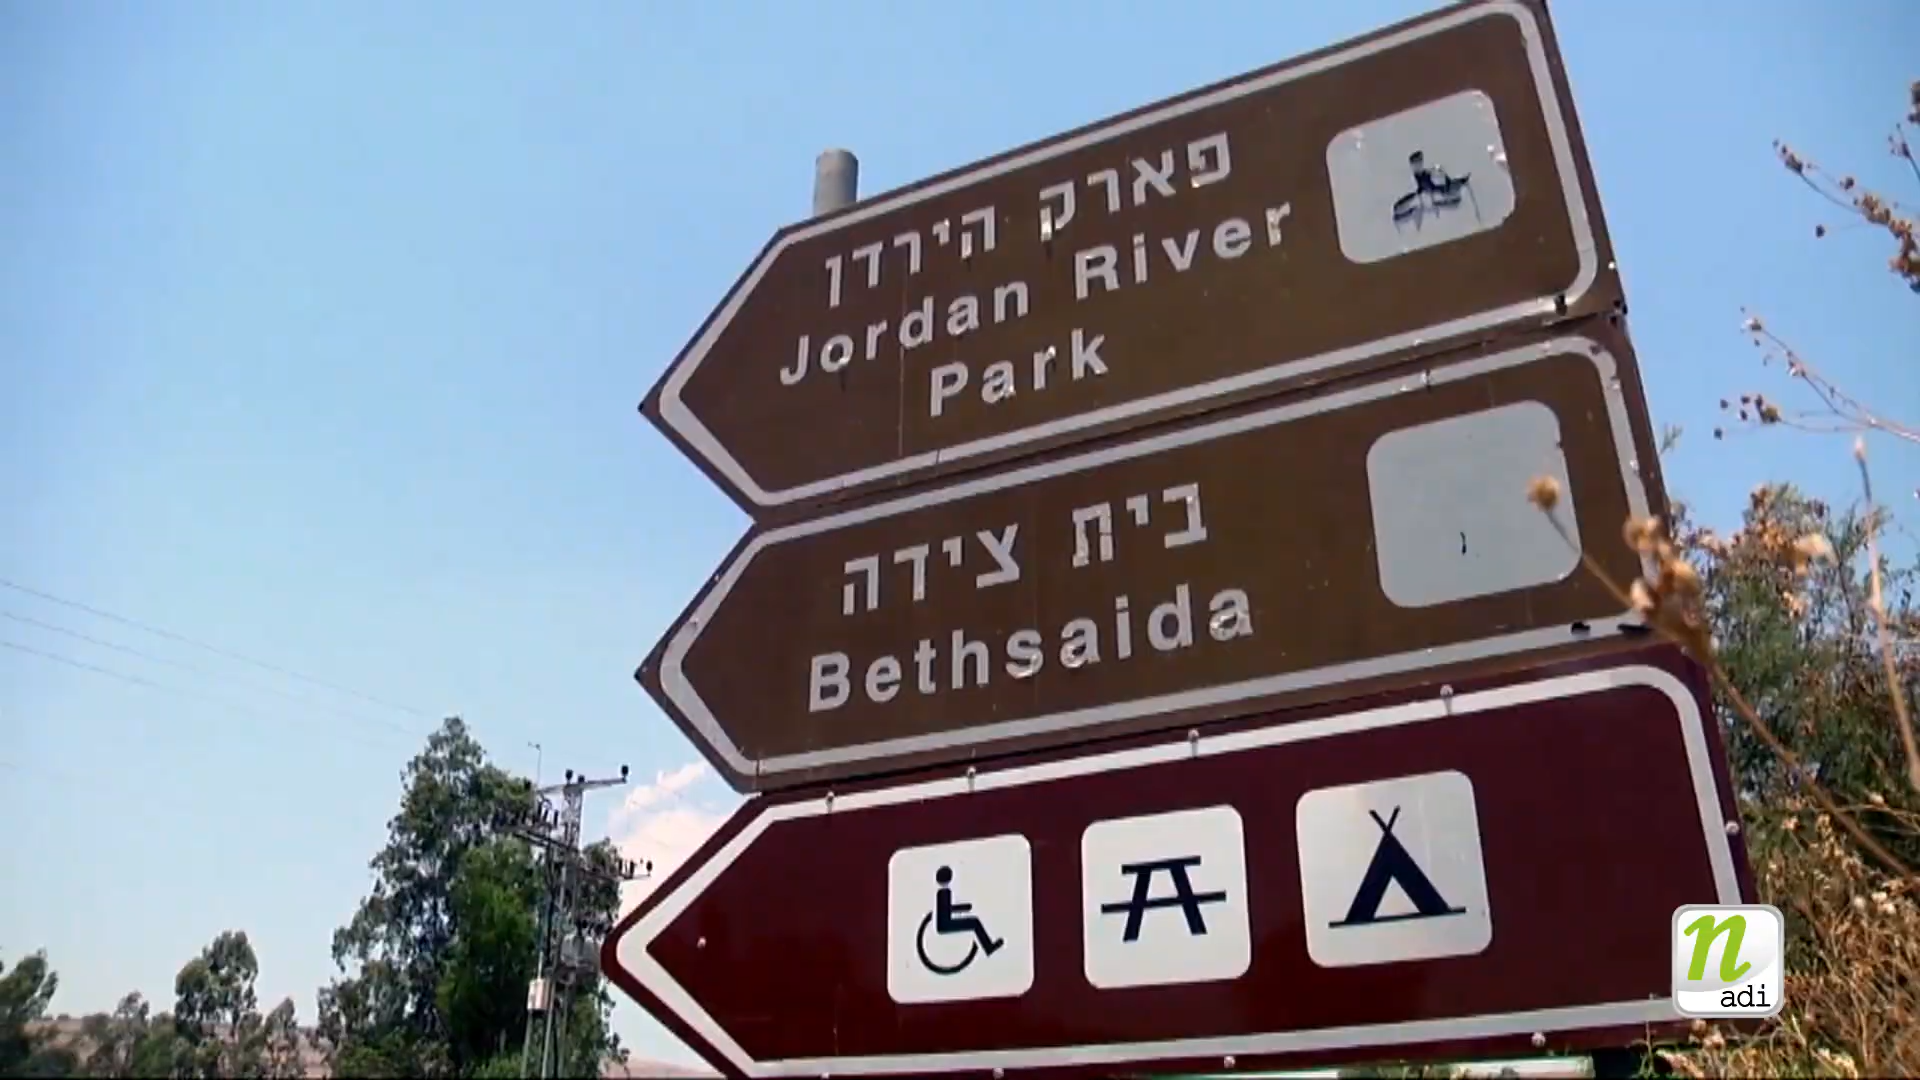 פארק הירדן
Jordan River
Park
בית צידה
Bethsaida
n
adi